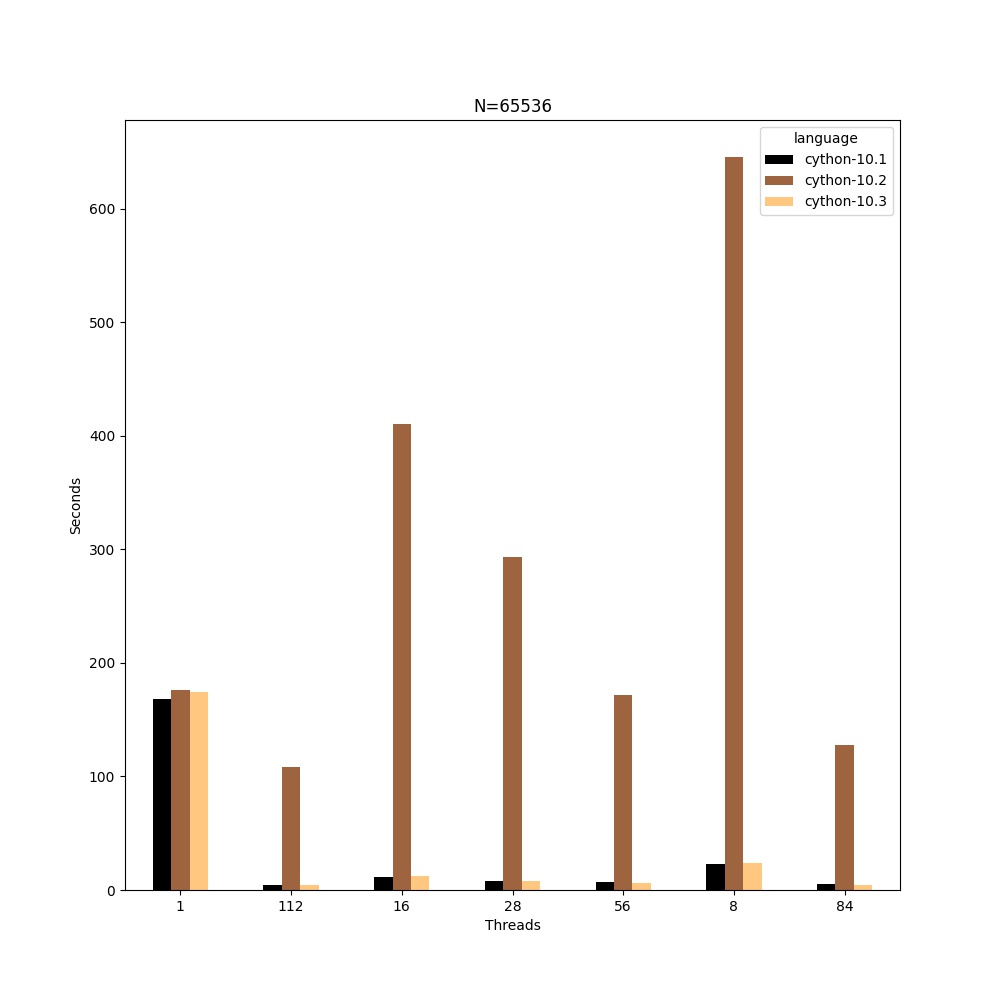 N=65536
language
cython-10.1
cython-10.2
cython-10.3
600
500
400
300
200
100
0
Seconds
1 112 16 28 56 8 84
Threads